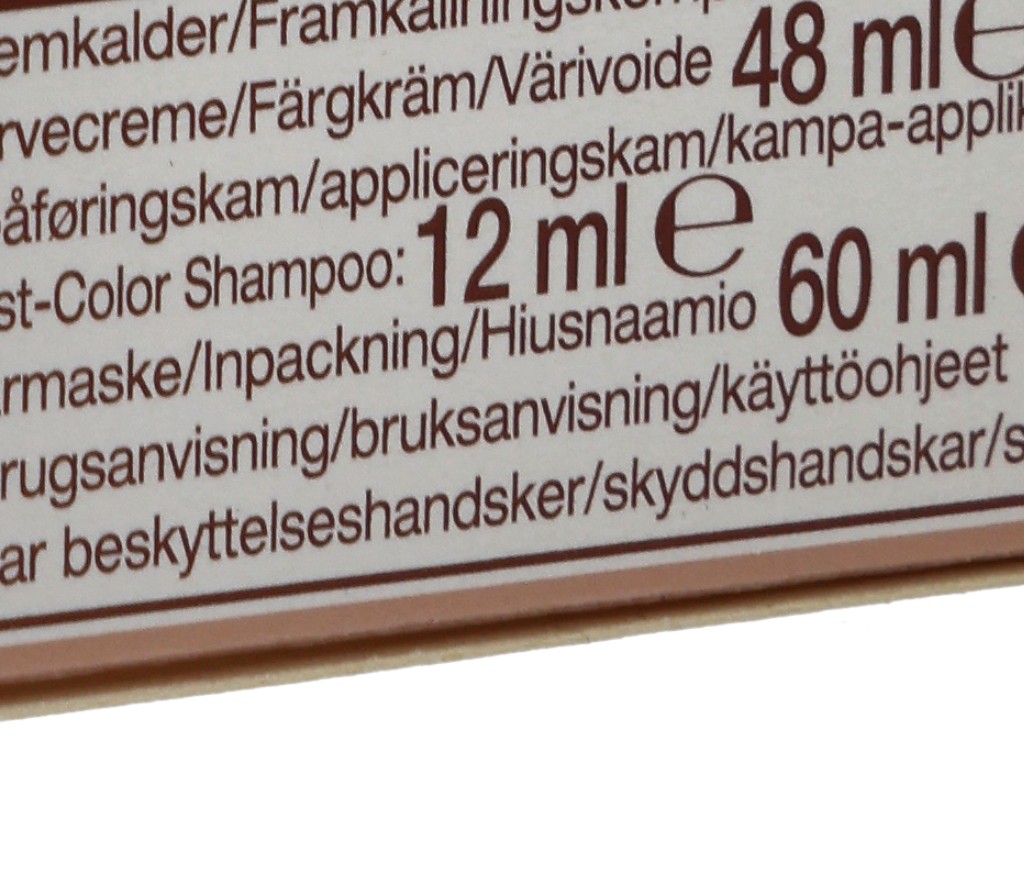 emkalder/Framkallningskomp
rvecreme/Färgkräm/Värivoide 48 ml e
åføringskam/appliceringskam/kampa-applik
st-Color Shampoo: 12 ml e
rmaske/Inpackning/Hiusnaamio 60 ml e
rugsanvisning/bruksanvisning/käyttöohjeet
ar beskyttelseshandsker/skyddshandskar/s